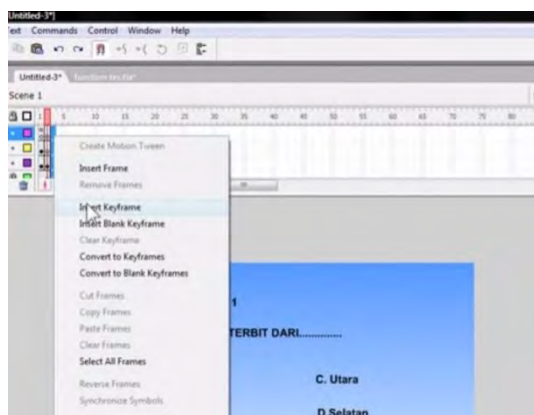 Untitled-3*]
ext Commands Control Window Help
Untitled-3*
Scene 1
5 10 15 20 25 30 35 40 45 50 55 60 65 70 75 80
Create Motion Tween
Insert Frame
Remove Frames
Insert Keyframe
Insert Blank Keyframe
Clear Keyframe
Convert to Keyframes
Convert to Blank Keyframes
Cut Frames
Copy Frames
Paste Frames
Clear Frames
Select All Frames
Reverse Frames
Synchronize Symbols
1
TERBIT DARI..............
C. Utara
D.Selatan